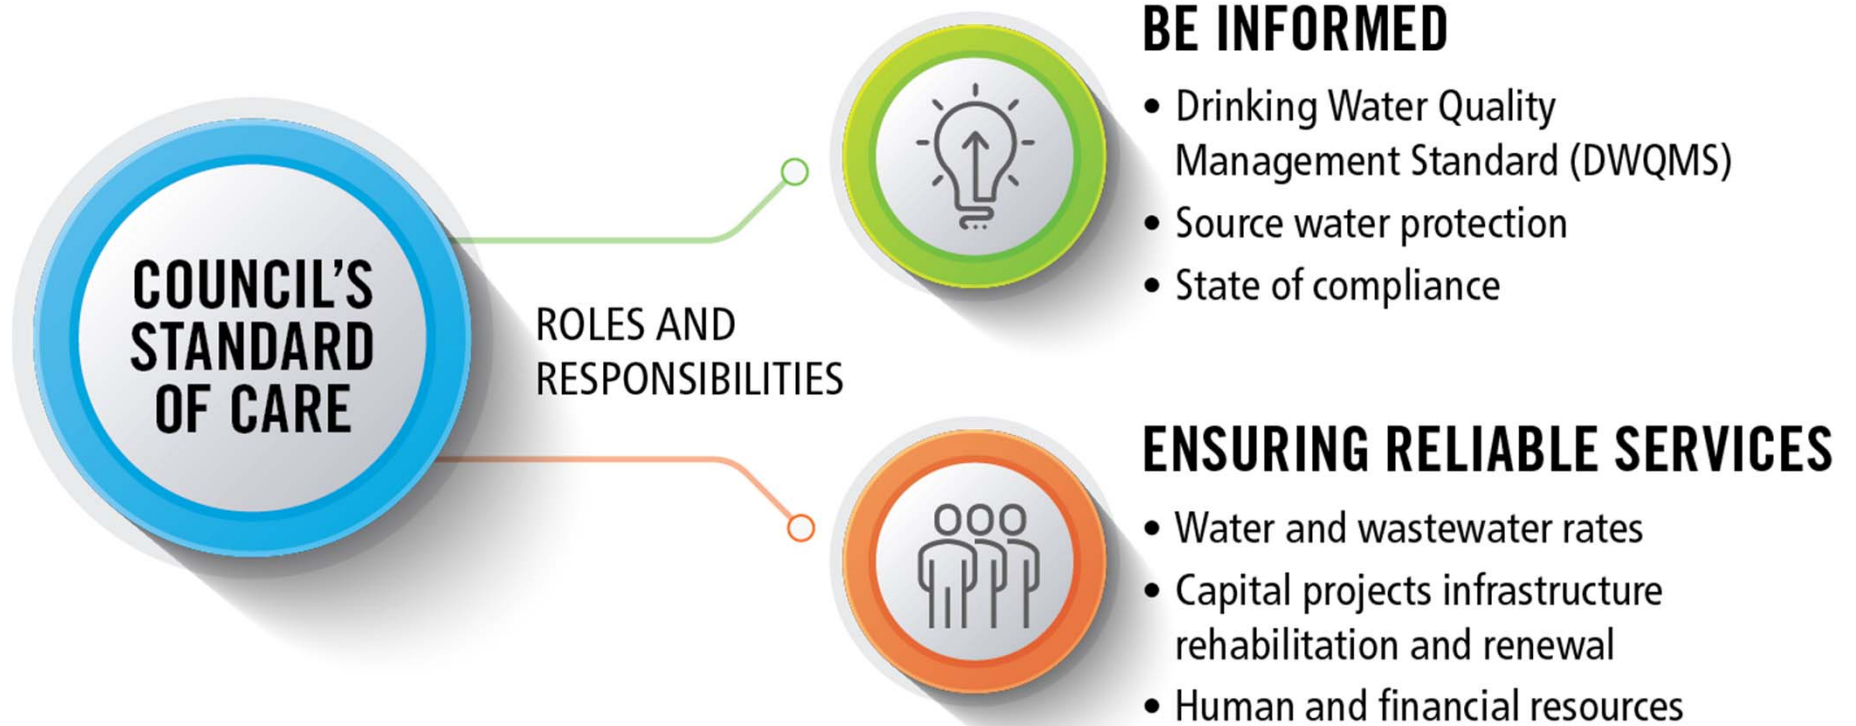 COUNCIL'S
STANDARD
OF CARE
ROLES AND
RESPONSIBILITIES
BE INFORMED
• Drinking Water Quality
Management Standard (DWQMS)
• Source water protection
• State of compliance
ENSURING RELIABLE SERVICES
• Water and wastewater rates
• Capital projects infrastructure
rehabilitation and renewal
• Human and financial resources